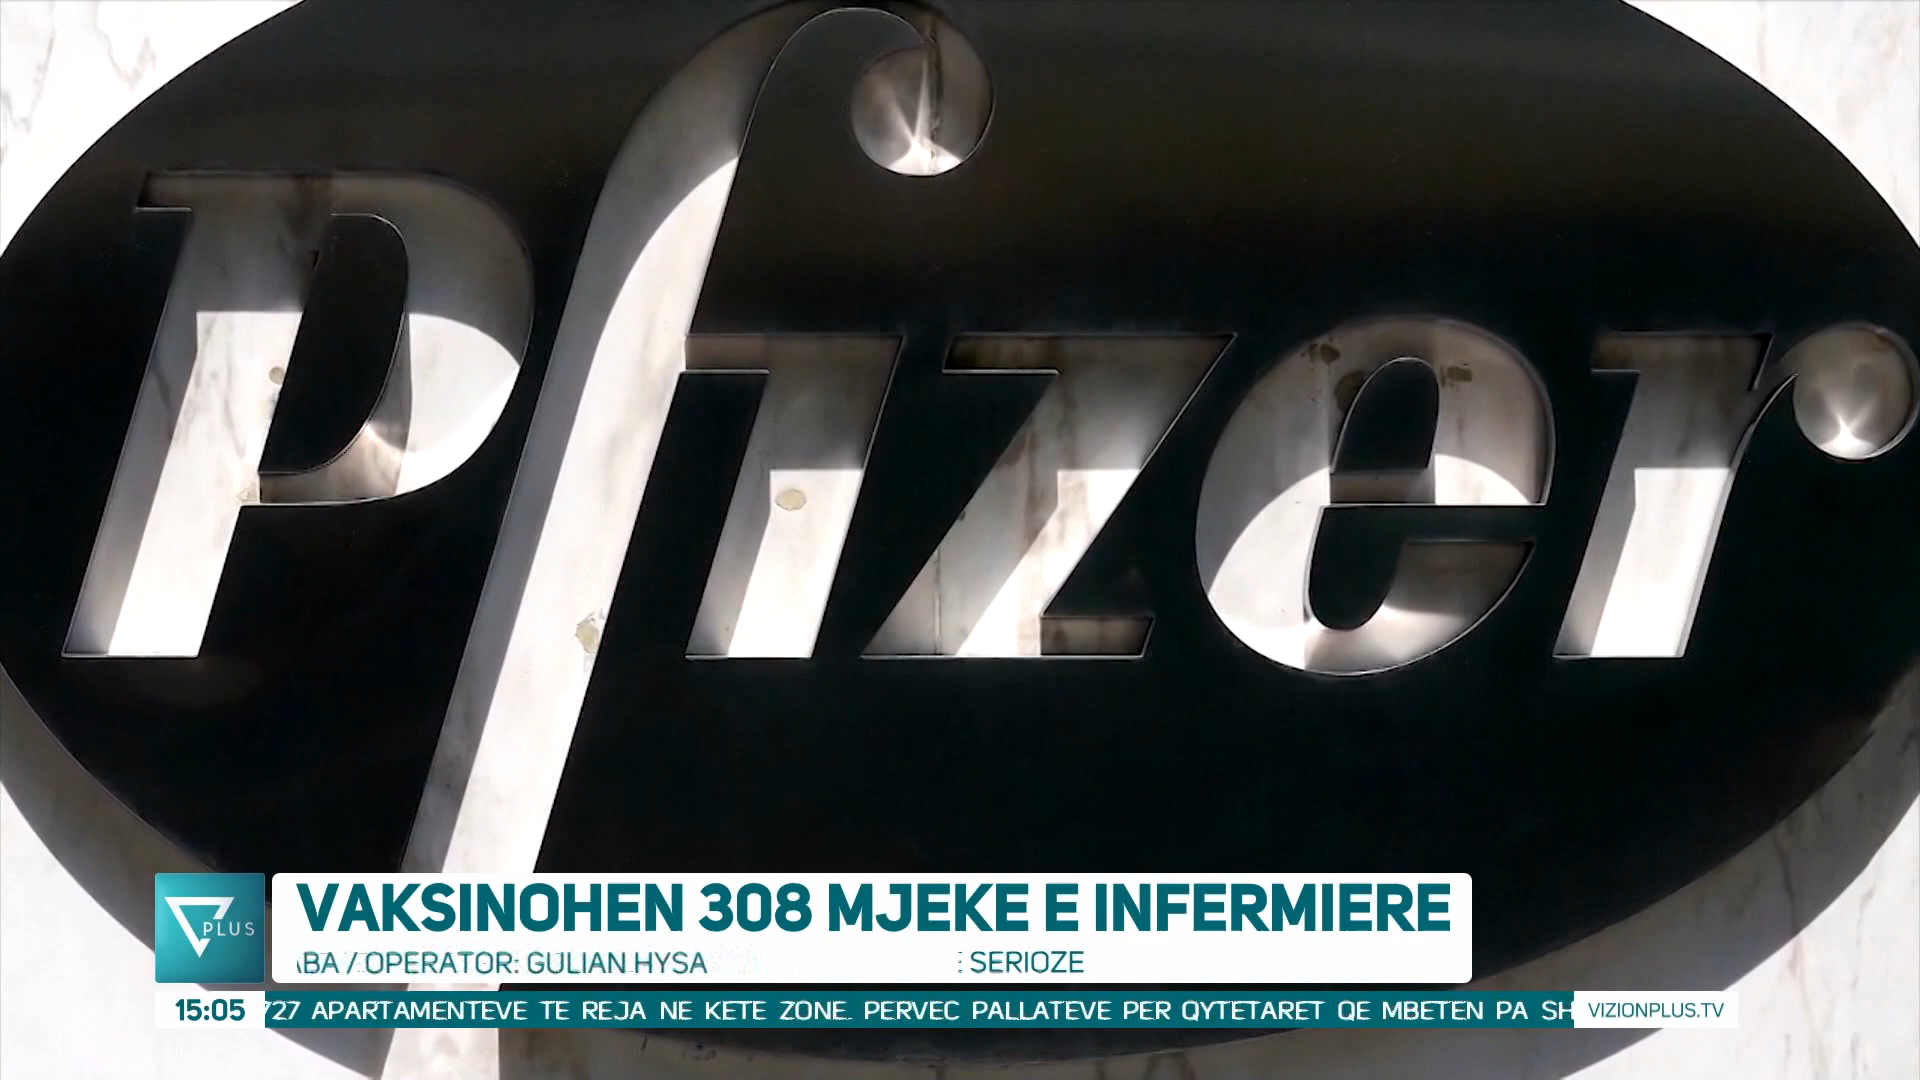 Pfizer
VAKSINOHEN 308 MJEKE E INFERMIERE
PLUS
/ OPERATOR: GULIAN HYSA
SERIOZE
15:05
727 APARTAMENTEVE TE REJA NE KETE ZONE. PERVEC PALLATEVE PER QYTETARET QE MBETEN PA
VIZIONPLUS.TV